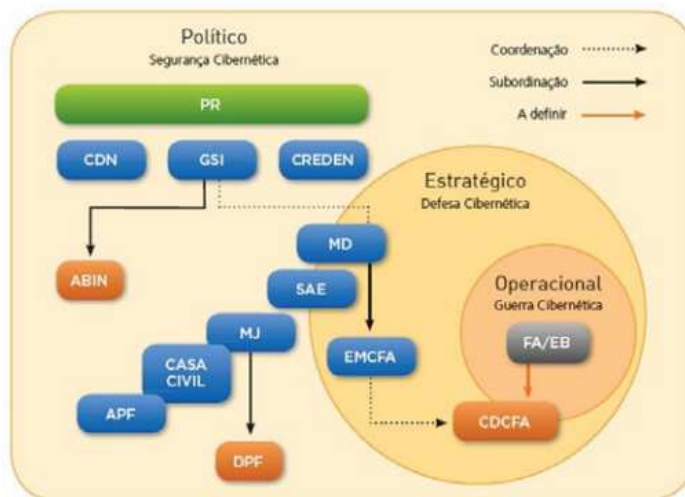 Político
Segurança Cibernética
Coordenação
Subordinação
A definir
PR
CDN
GSI
CREDEN
Estratégico
Defesa Cibernética
MD
ABIN
SAE
Operacional
Guerra Cibernética
MJ
FA/EB
EMCFA
CASA
CIVIL
APF
CDCFA
DPF